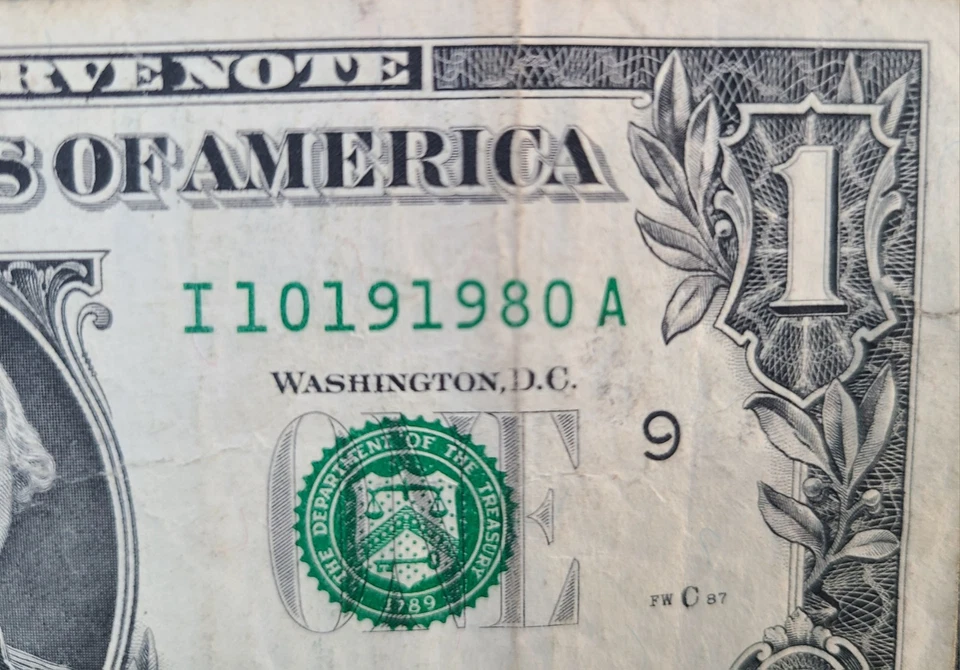 RVE NOTE
S OF AMERICA
1
I 10191980 A
WASHINGTON, D.C.
9
ONE
THE DEPARTMENT OF THE TREASURY
1789
FW C 87